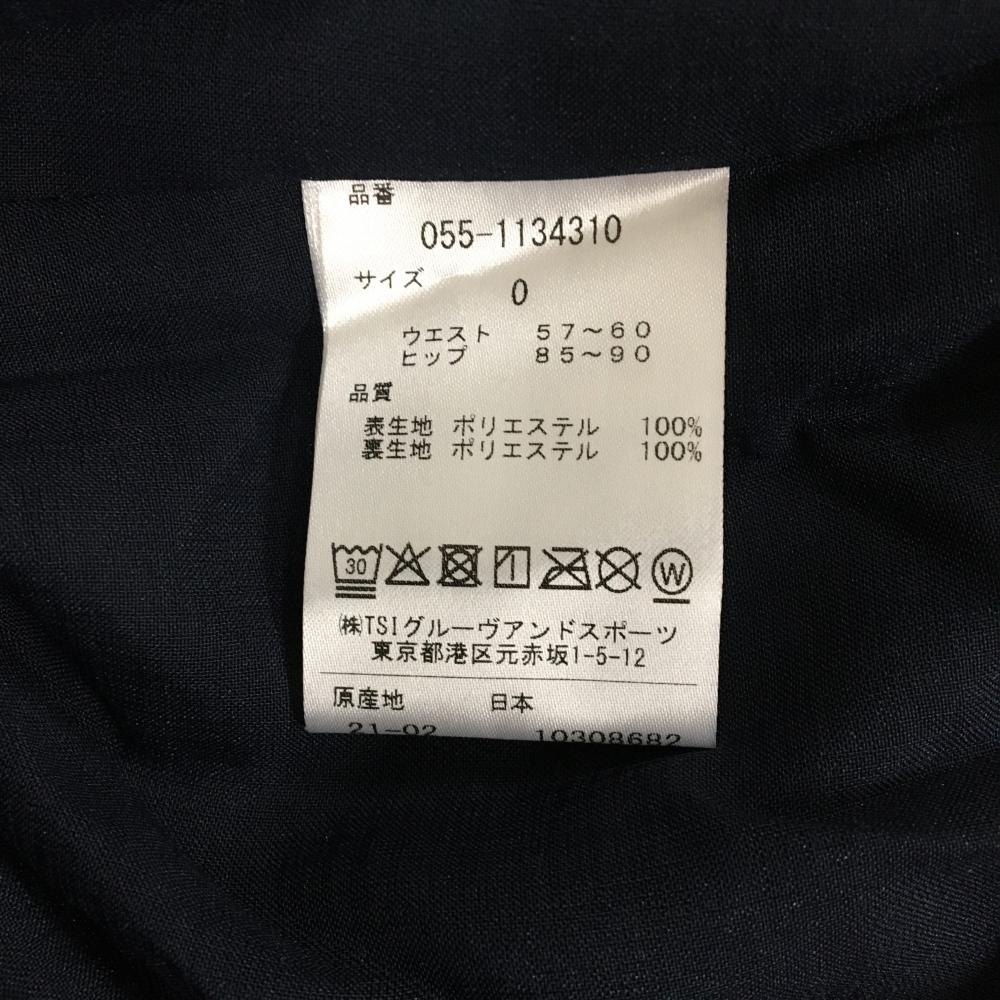 品番
055-1134310
サイズ 0
ウエスト 57～60
ヒップ 85～90
品質
表生地 ポリエステル 100%
裏生地 ポリエステル 100%
30 W
㈱TSIグルーヴアンドスポーツ
東京都港区元赤坂1-5-12
原産地 日本
21-02 10308682